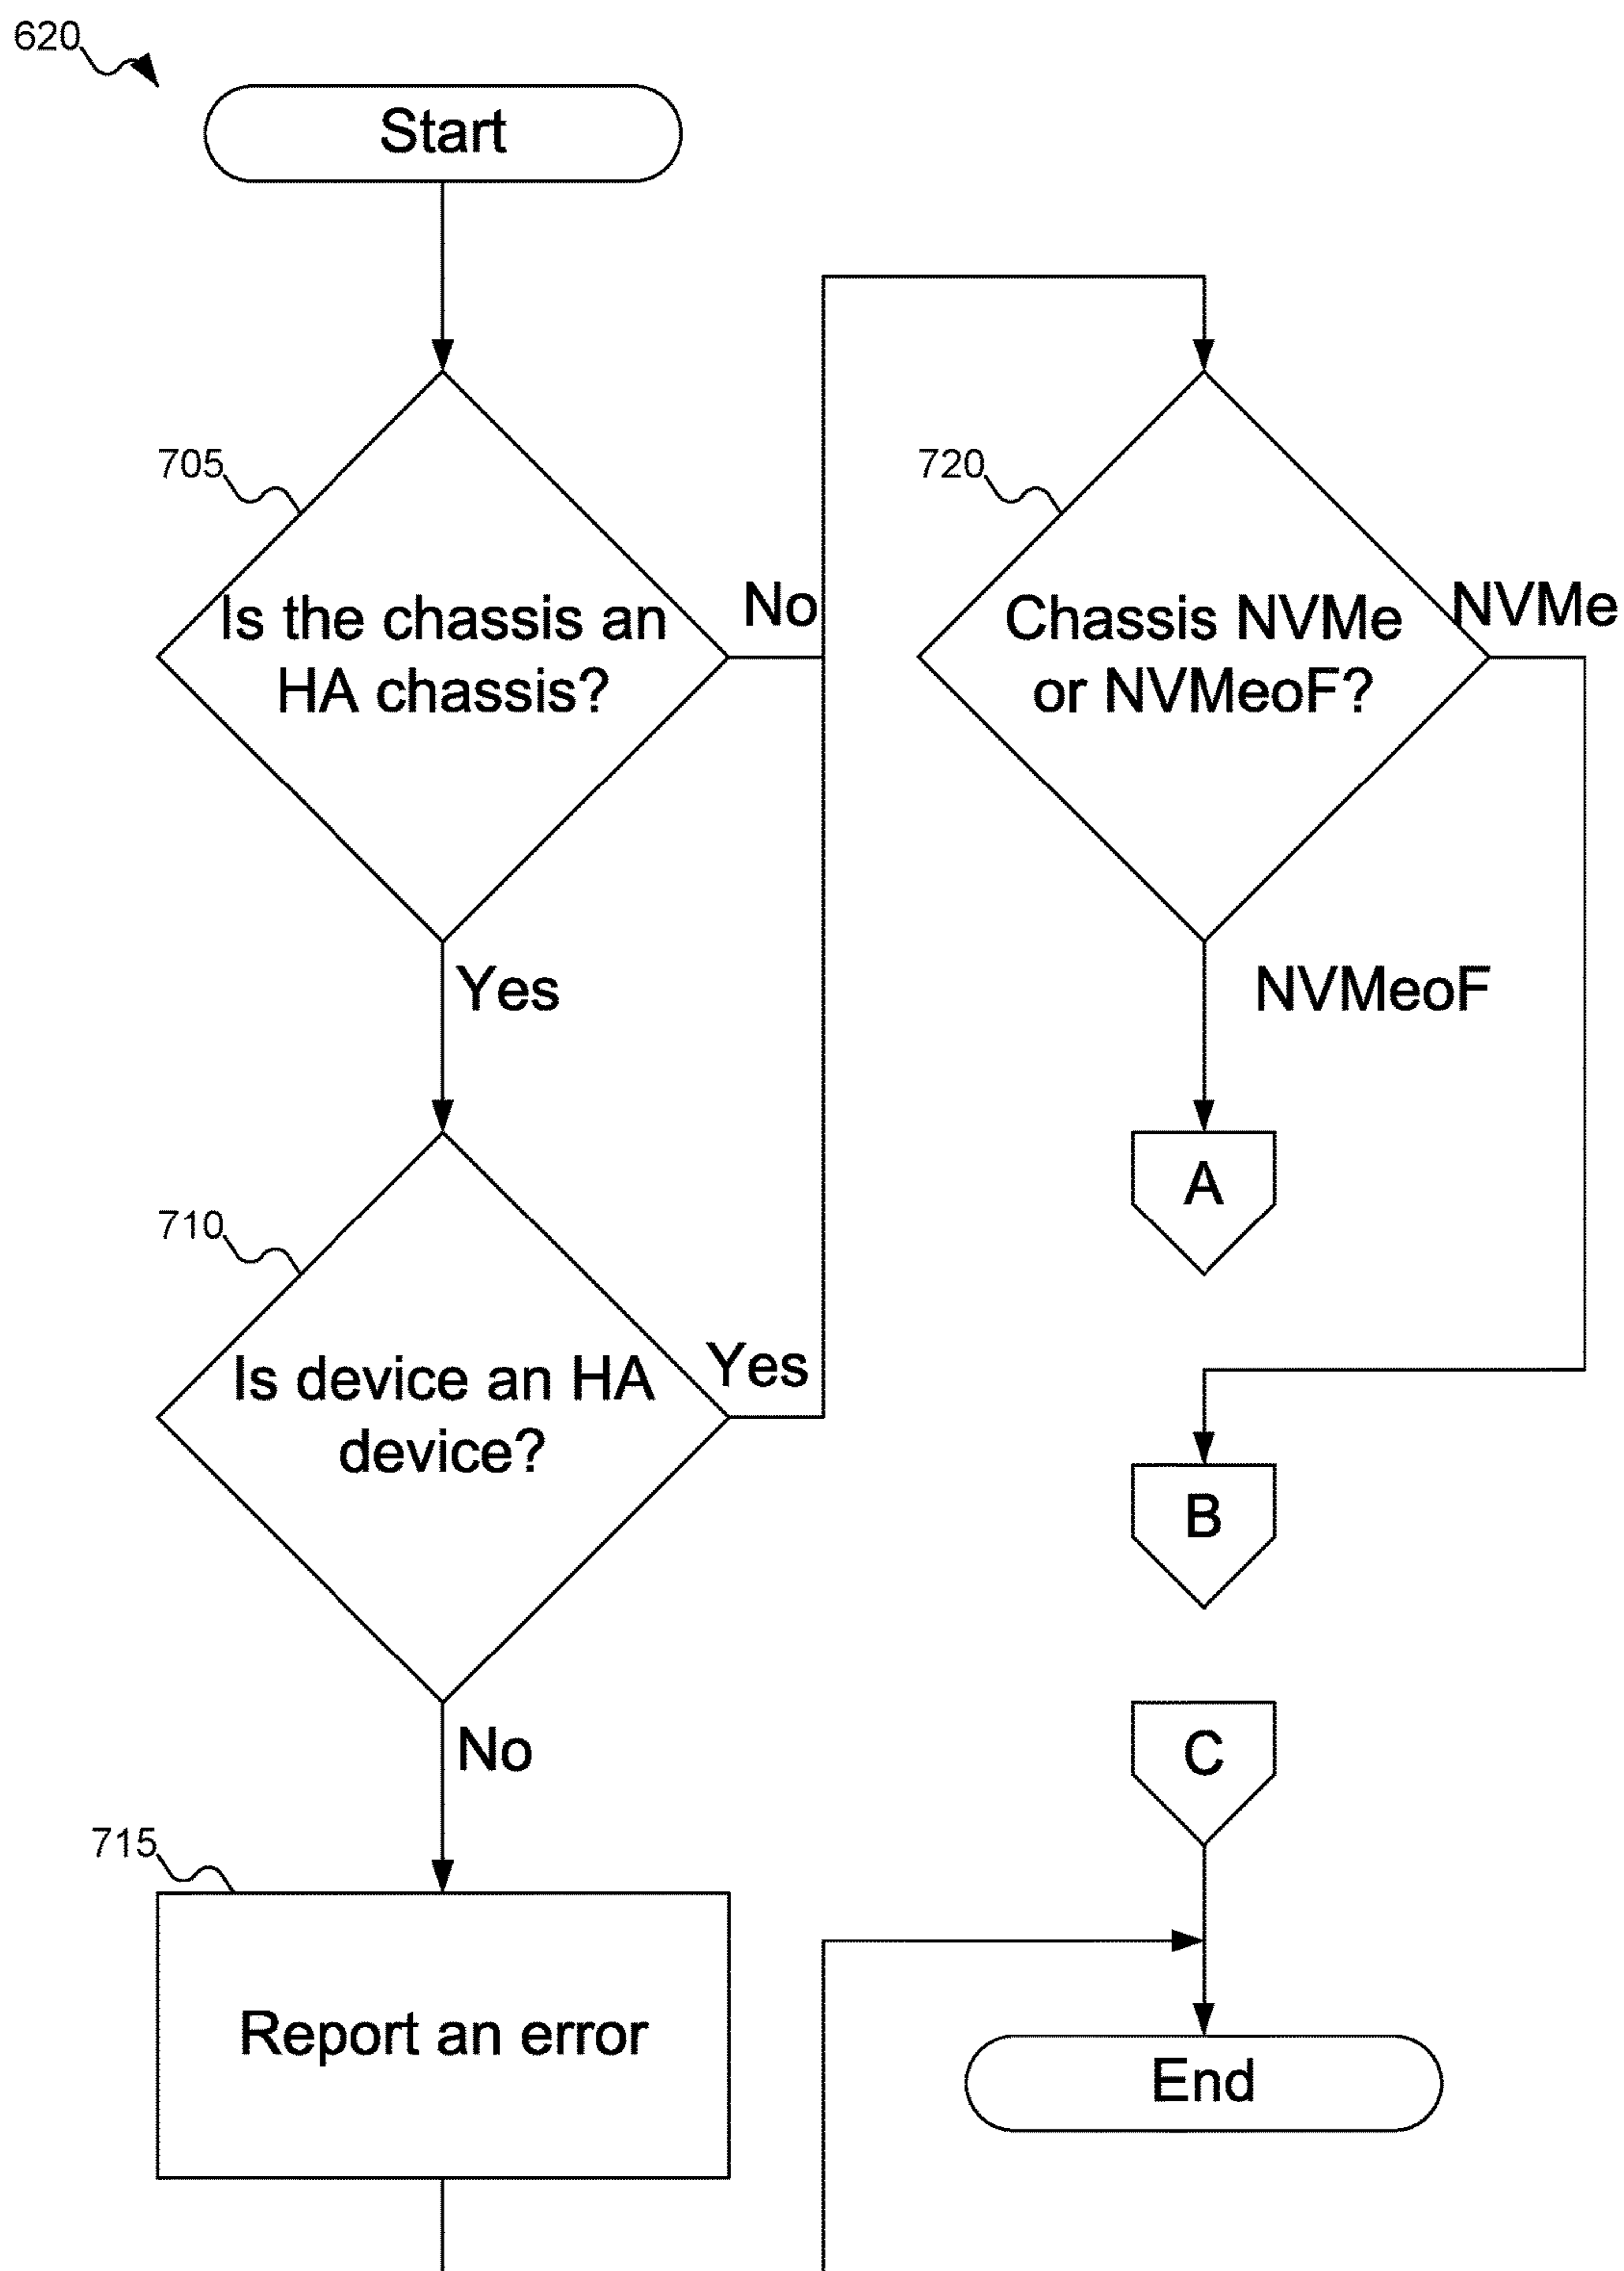 620
Start
705
Is the chassis an
HA chassis?
No
Yes
710
Is device an HA
device?
Yes
No
715
Report an error
720
Chassis NVMe
or NVMeoF?
NVMe
NVMeoF
A
B
C
End